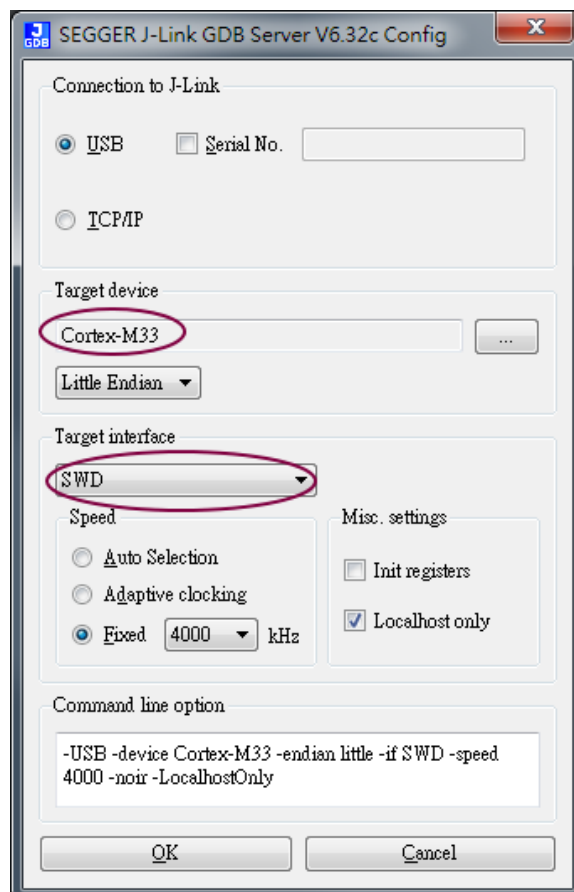 J GDB SEGGER J-Link GDB Server V6.32c Config
Connection to J-Link
USB Serial No.
TCP/IP
Target device
Cortex-M33 ...
Little Endian
Target interface
SWD
Speed Misc. settings
Auto Selection
Init registers
Adaptive clocking
Localhost only
Fixed 4000 kHz
Command line option
-USB -device Cortex-M33 -endian little -if SWD -speed
4000 -noir -LocalhostOnly
OK Cancel